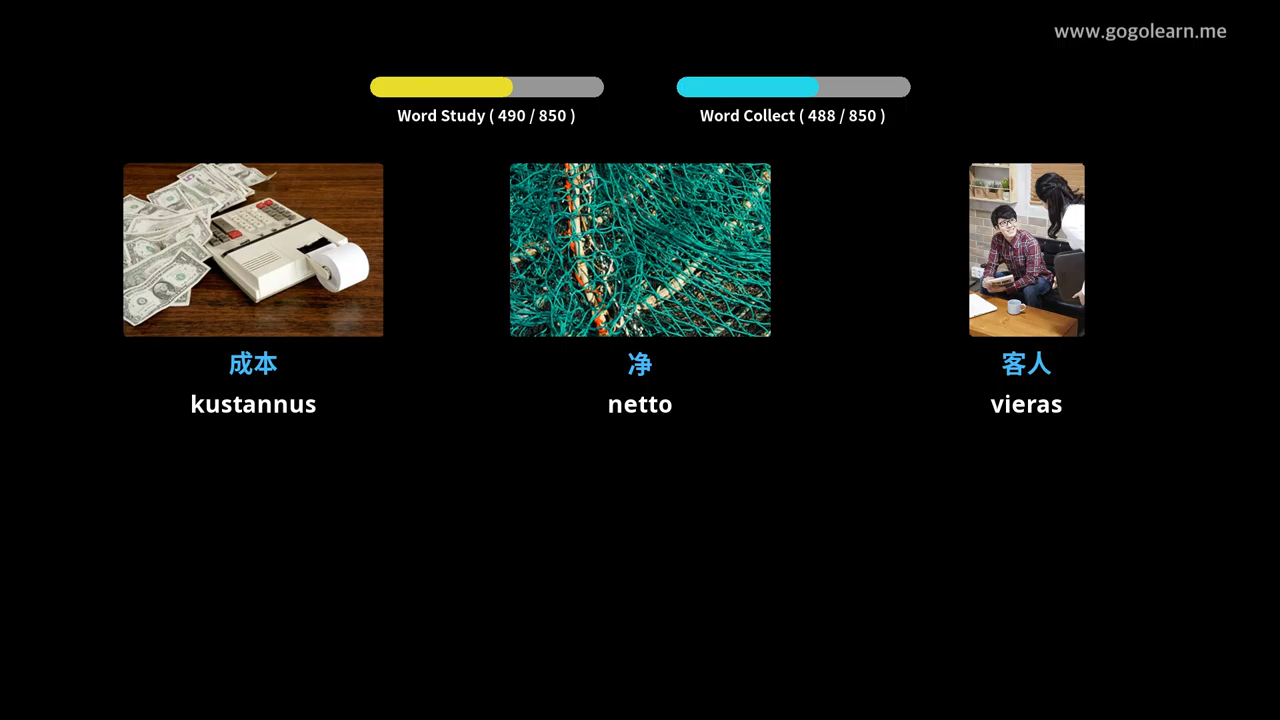 www.gogolearn.me
Word Study ( 490 / 850 )
Word Collect ( 488 / 850 )
成本
净
客人
kustannus
netto
vieras